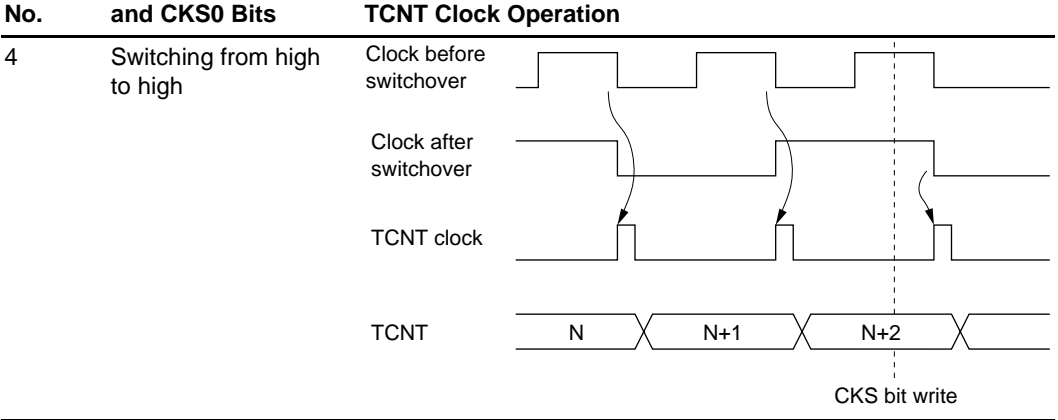 No. and CKS0 Bits TCNT Clock Operation
4 Switching from high Clock before
to high switchover
Clock after
switchover
TCNT clock
TCNT N N+1 N+2
CKS bit write